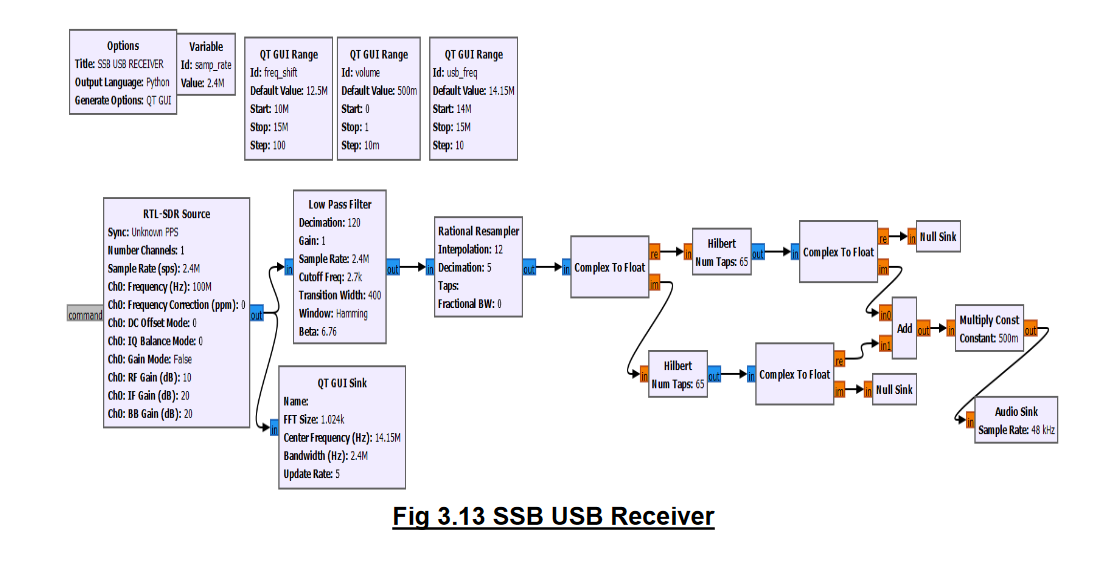 Options
Title: SSB USB RECEIVER
Output Language: Python
Generate Options: QT GUI
Variable
Id: samp_rate
Value: 2.4M
QT GUI Range
Id: freq_shift
Default Value: 12.5M
Start: 10M
Stop: 15M
Step: 100
QT GUI Range
Id: volume
Default Value: 500m
Start: 0
Stop: 1
Step: 10m
QT GUI Range
Id: usb_freq
Default Value: 14.15M
Start: 14M
Stop: 15M
Step: 10
RTL-SDR Source
Sync: Unknown PPS
Number Channels: 1
Sample Rate (sps): 2.4M
Ch0: Frequency (Hz): 100M
Ch0: Frequency Correction (ppm): 0
Ch0: DC Offset Mode: 0
Ch0: IQ Balance Mode: 0
Ch0: Gain Mode: False
Ch0: RF Gain (dB): 10
Ch0: IF Gain (dB): 20
Ch0: BB Gain (dB): 20
command
out
in
Low Pass Filter
Decimation: 120
Gain: 1
Sample Rate: 2.4M
Cutoff Freq: 2.7k
Transition Width: 400
Window: Hamming
Beta: 6.76
out
in
QT GUI Sink
Name:
FFT Size: 1.024k
Center Frequency (Hz): 14.15M
Bandwidth (Hz): 2.4M
Update Rate: 5
in
Rational Resampler
Interpolation: 12
Decimation: 5
Taps:
Fractional BW: 0
out
in
Complex To Float
re
im
in
Hilbert
Num Taps: 65
out
in
Complex To Float
re
im
in
Null Sink
in
Hilbert
Num Taps: 65
out
in
Complex To Float
re
im
in
Null Sink
in0
in1
Add
out
in
Multiply Const
Constant: 500m
out
in
Audio Sink
Sample Rate: 48 kHz
Fig 3.13 SSB USB Receiver